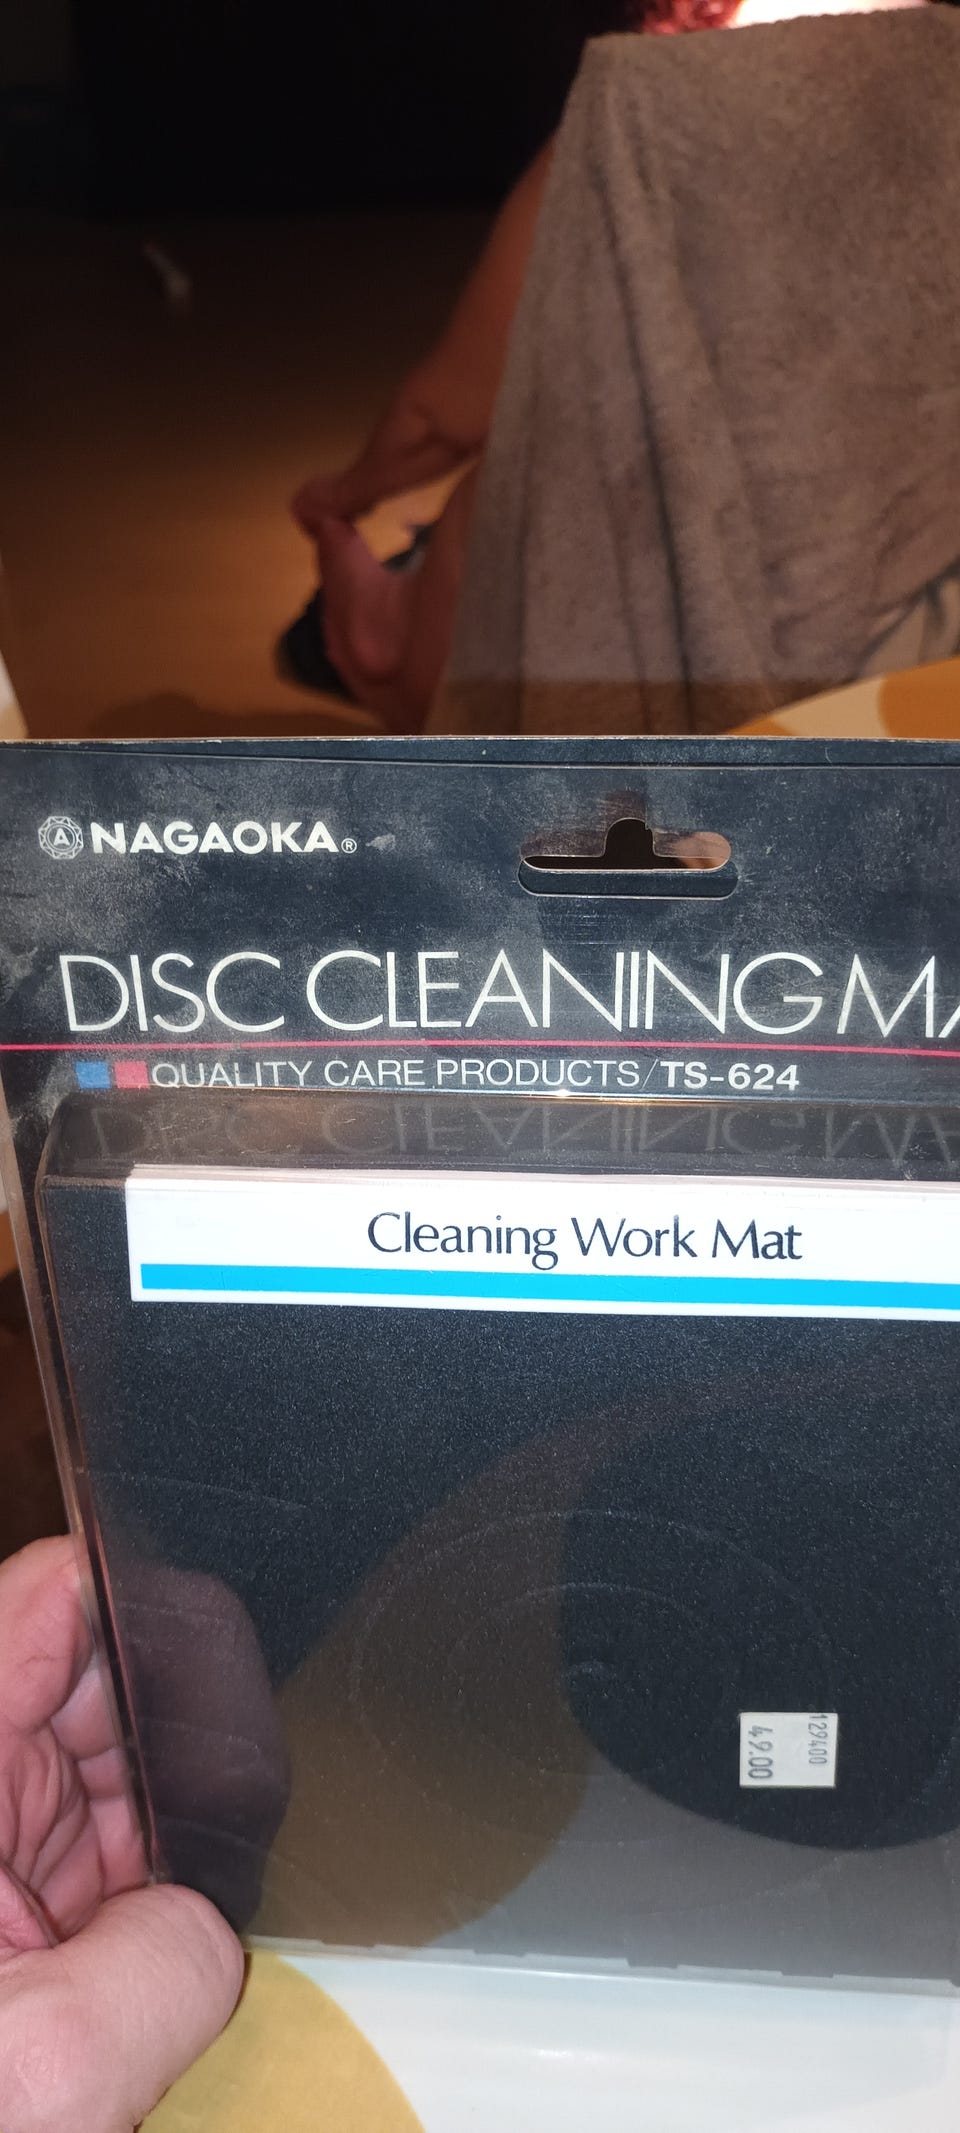 A NAGAOKA®
DISC CLEANING MA
QUALITY CARE PRODUCTS/TS-624
Cleaning Work Mat
129400
49.00